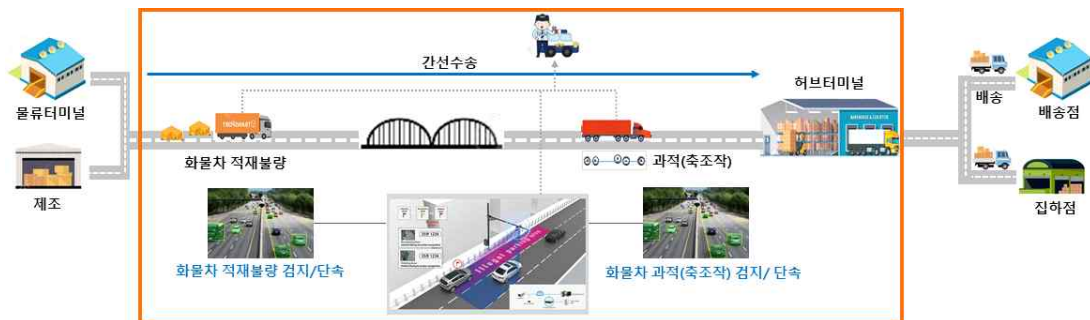 간선수송
허브터미널
물류터미널
배송
배송점
화물차 적재불량
과적(축조작)
제조
집하점
화물차 적재불량 검지/단속
화물차 과적(축조작) 검지/ 단속